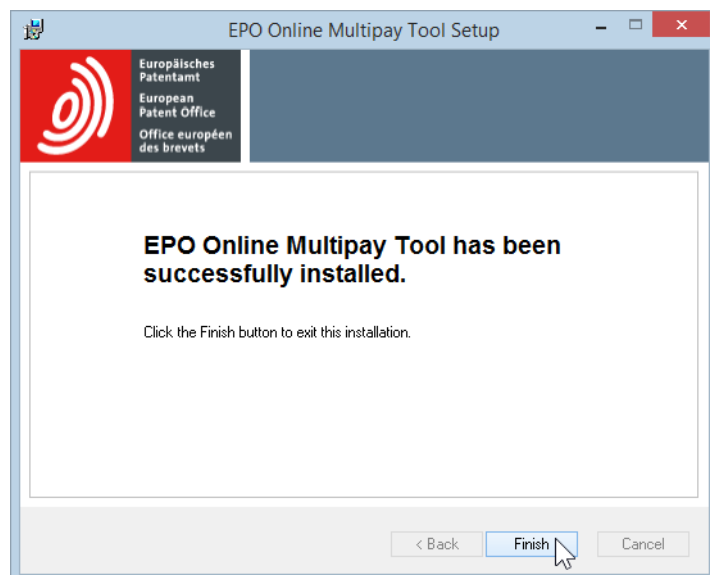 EPO Online Multipay Tool Setup
Europäisches
Patentamt
European
Patent Office
Office européen
des brevets
EPO Online Multipay Tool has been
successfully installed.
Click the Finish button to exit this installation.
< Back Finish Cancel